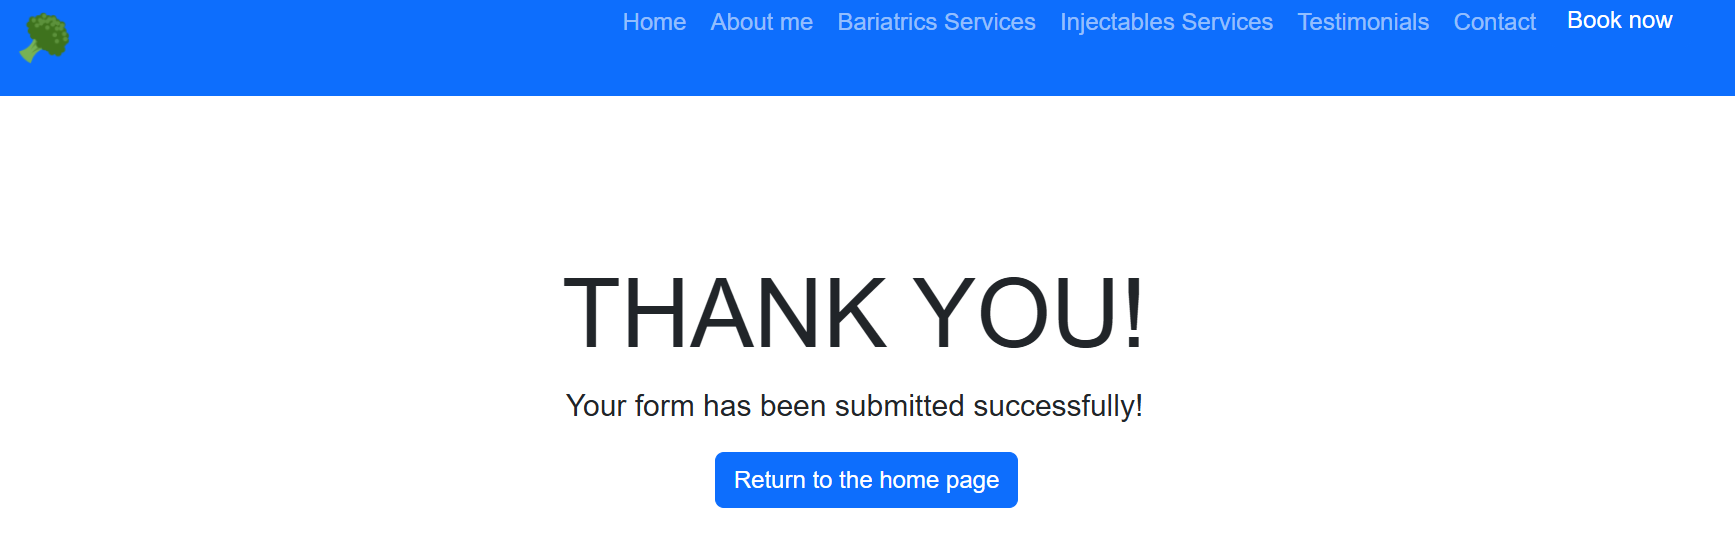 Home About me Bariatrics Services Injectables Services Testimonials Contact Book now
THANK YOU!
Your form has been submitted successfully!
Return to the home page